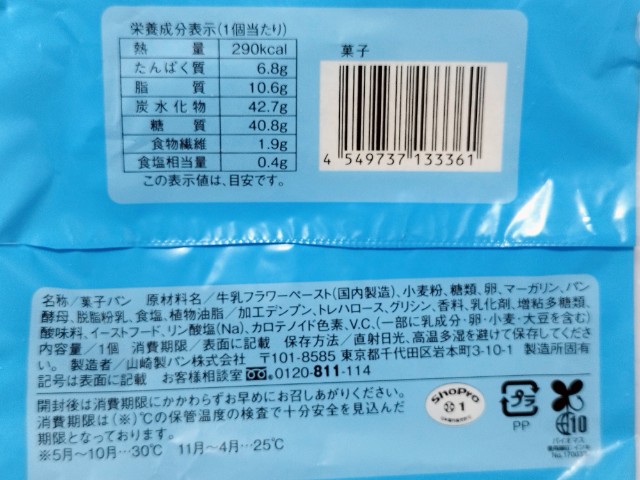 栄養成分表示(1個当たり)
熱量 290kcal
たんぱく質 6.8g
脂質 10.6g
炭水化物 42.7g
糖質 40.8g
食物繊維 1.9g
食塩相当量 0.4g
この表示値は、目安です。
菓子
4 549737 133361
名称/菓子パン 原材料名/牛乳フラワーペースト(国内製造)、小麦粉、糖類、卵、マーガリン、パン
酵母、脱脂粉乳、食塩、植物油脂/加工デンプン、トレハロース、グリシン、香料、乳化剤、増粘多糖類、
酸味料、イーストフード、リン酸塩(Na)、カロテノイド色素、V.C、(一部に乳成分・卵・小麦・大豆を含む)
内容量/1個 消費期限/表面に記載 保存方法/直射日光、高温多湿を避けて保存してくださ
い。 製造者/山崎製パン株式会社 〒101-8585 東京都千代田区岩本町3-10-1 製造所固有
記号は表面に記載 お客様相談室 0120-811-114
開封後は消費期限にかかわらずお早めにお召しあがりください。
消費期限は(※)℃の保管温度の検査で十分安全を見込んだ
期限となっております。
※5月〜10月…30℃ 11月〜4月…25℃
ShoPro
1
プラ
PP
10
バイオマス